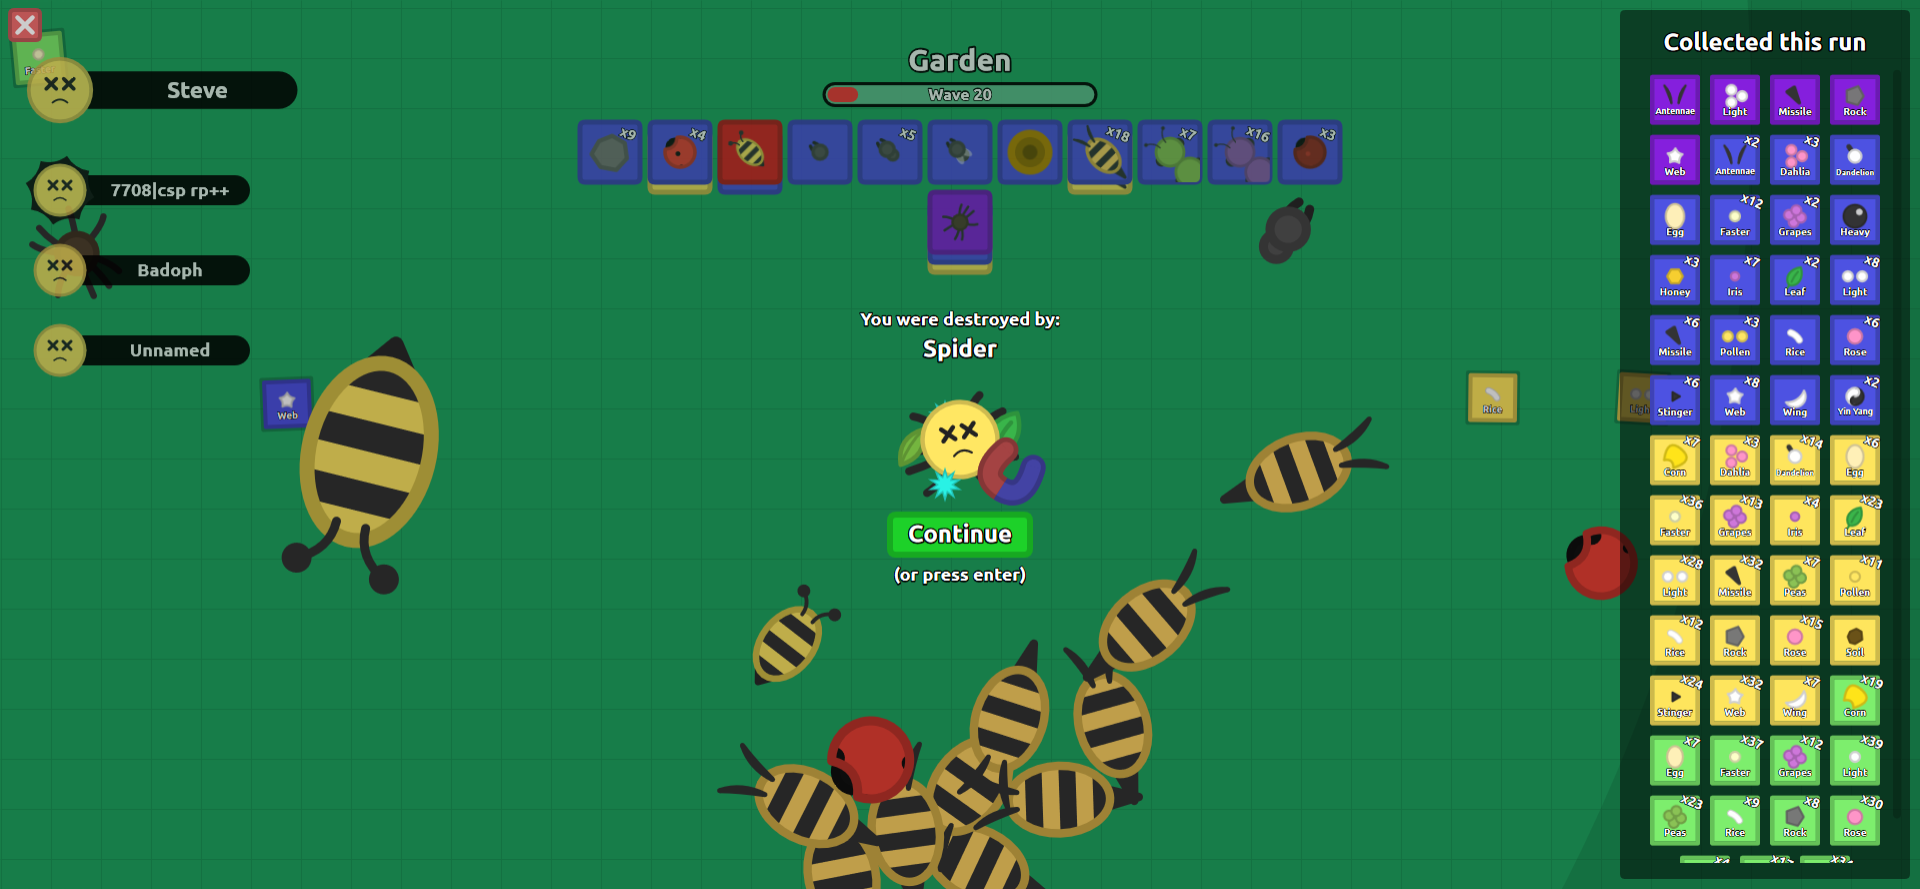 Steve
7708|csp rp++
Badoph
Unnamed
Garden
Wave 20
x9
x4
x5
x18
x7
x16
x3
You were destroyed by:
Spider
Continue
(or press enter)
Web
Rice
Collected this run
Antennae
Light
Missile
Rock
Web
x2
Antennae
x3
Dahlia
Dandelion
Egg
x12
Faster
x2
Grapes
Heavy
x3
Honey
x7
Iris
x2
Leaf
x8
Light
x6
Missile
x3
Pollen
Rice
x6
Rose
x6
Stinger
x8
Web
Wing
x2
Yin Yang
x7
Corn
x3
Dahlia
x14
Dandelion
x6
Egg
x36
Faster
x13
Grapes
x4
Iris
x23
Leaf
x28
Light
x32
Missile
x7
Peas
x11
Pollen
x12
Rice
Rock
x15
Rose
Soil
x24
Stinger
x32
Web
x7
Wing
x19
Corn
x7
Egg
x37
Faster
x12
Grapes
x39
Light
x23
Peas
x9
Rice
x8
Rock
x30
Rose